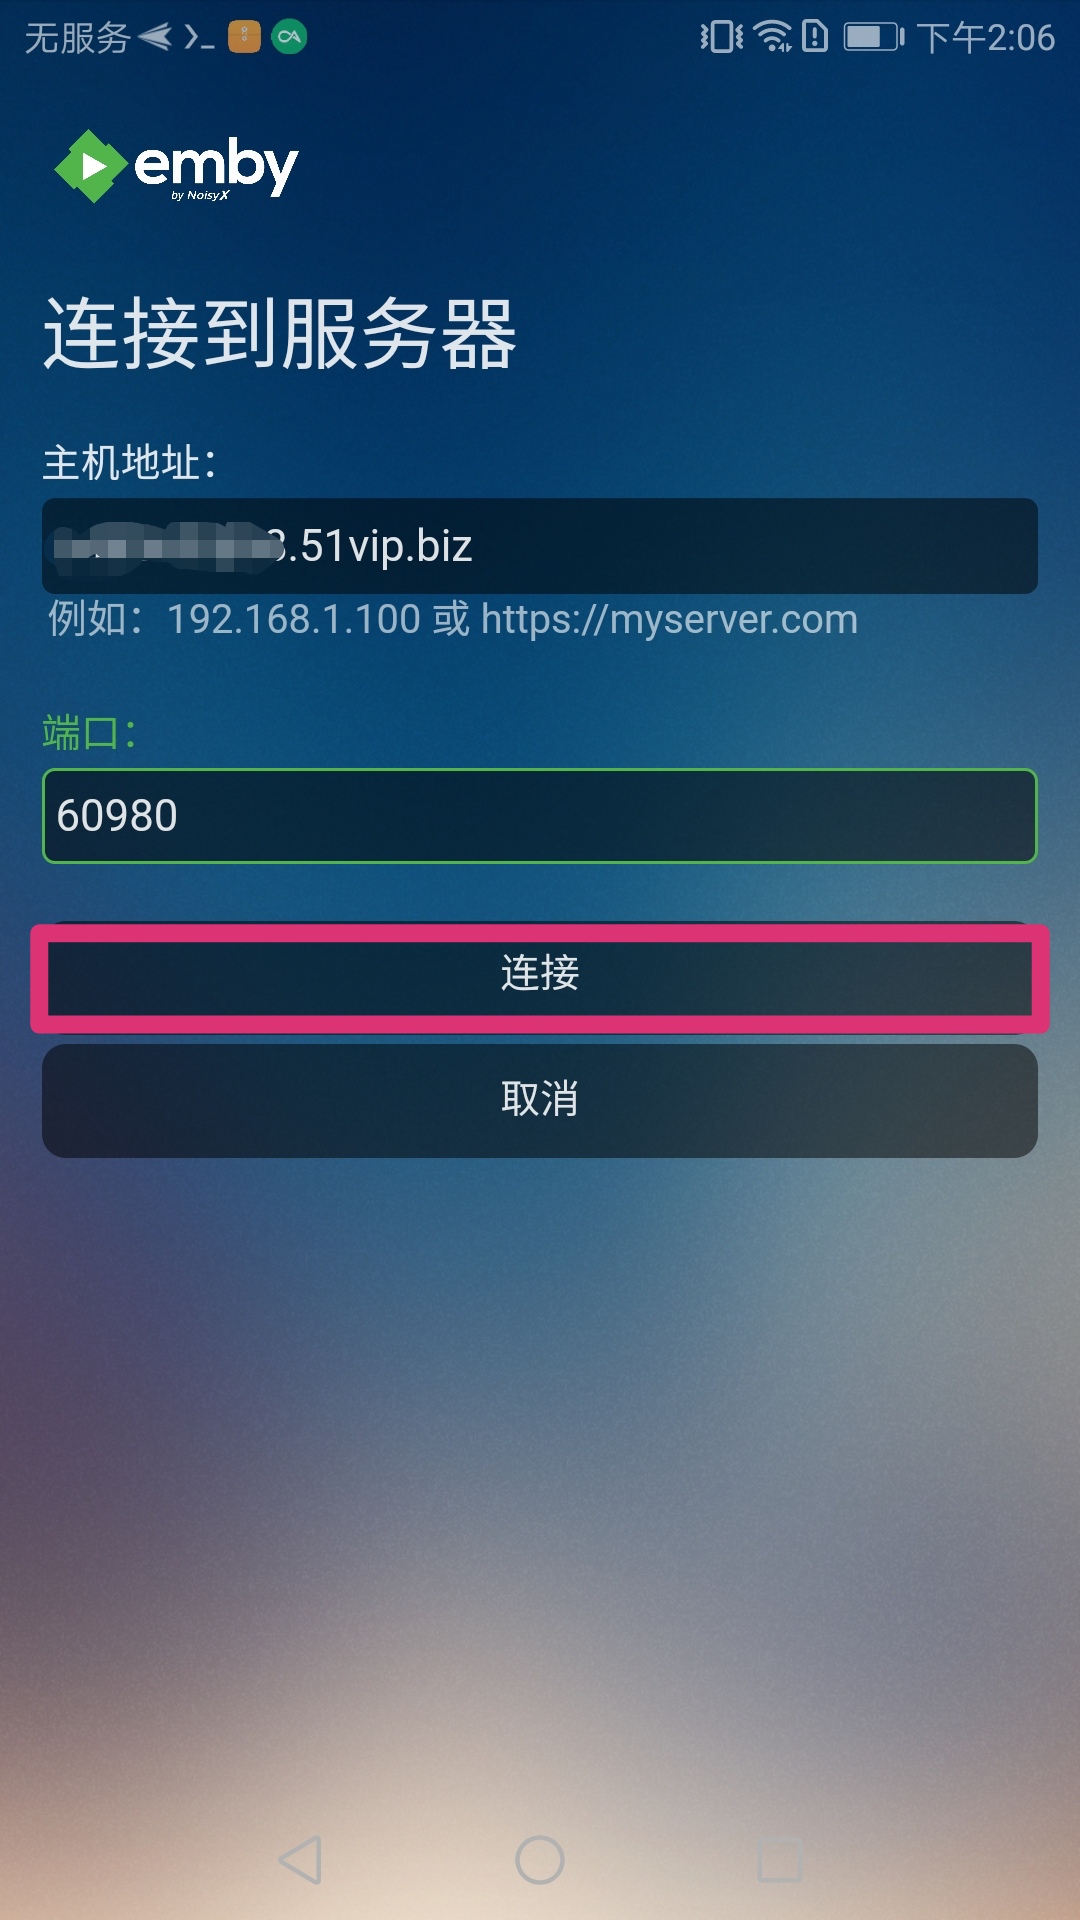 无服务
下午2:06
emby
by NoisyX
连接到服务器
主机地址：
.51vip.biz
例如：192.168.1.100 或 https://myserver.com
端口：
60980
连接
取消